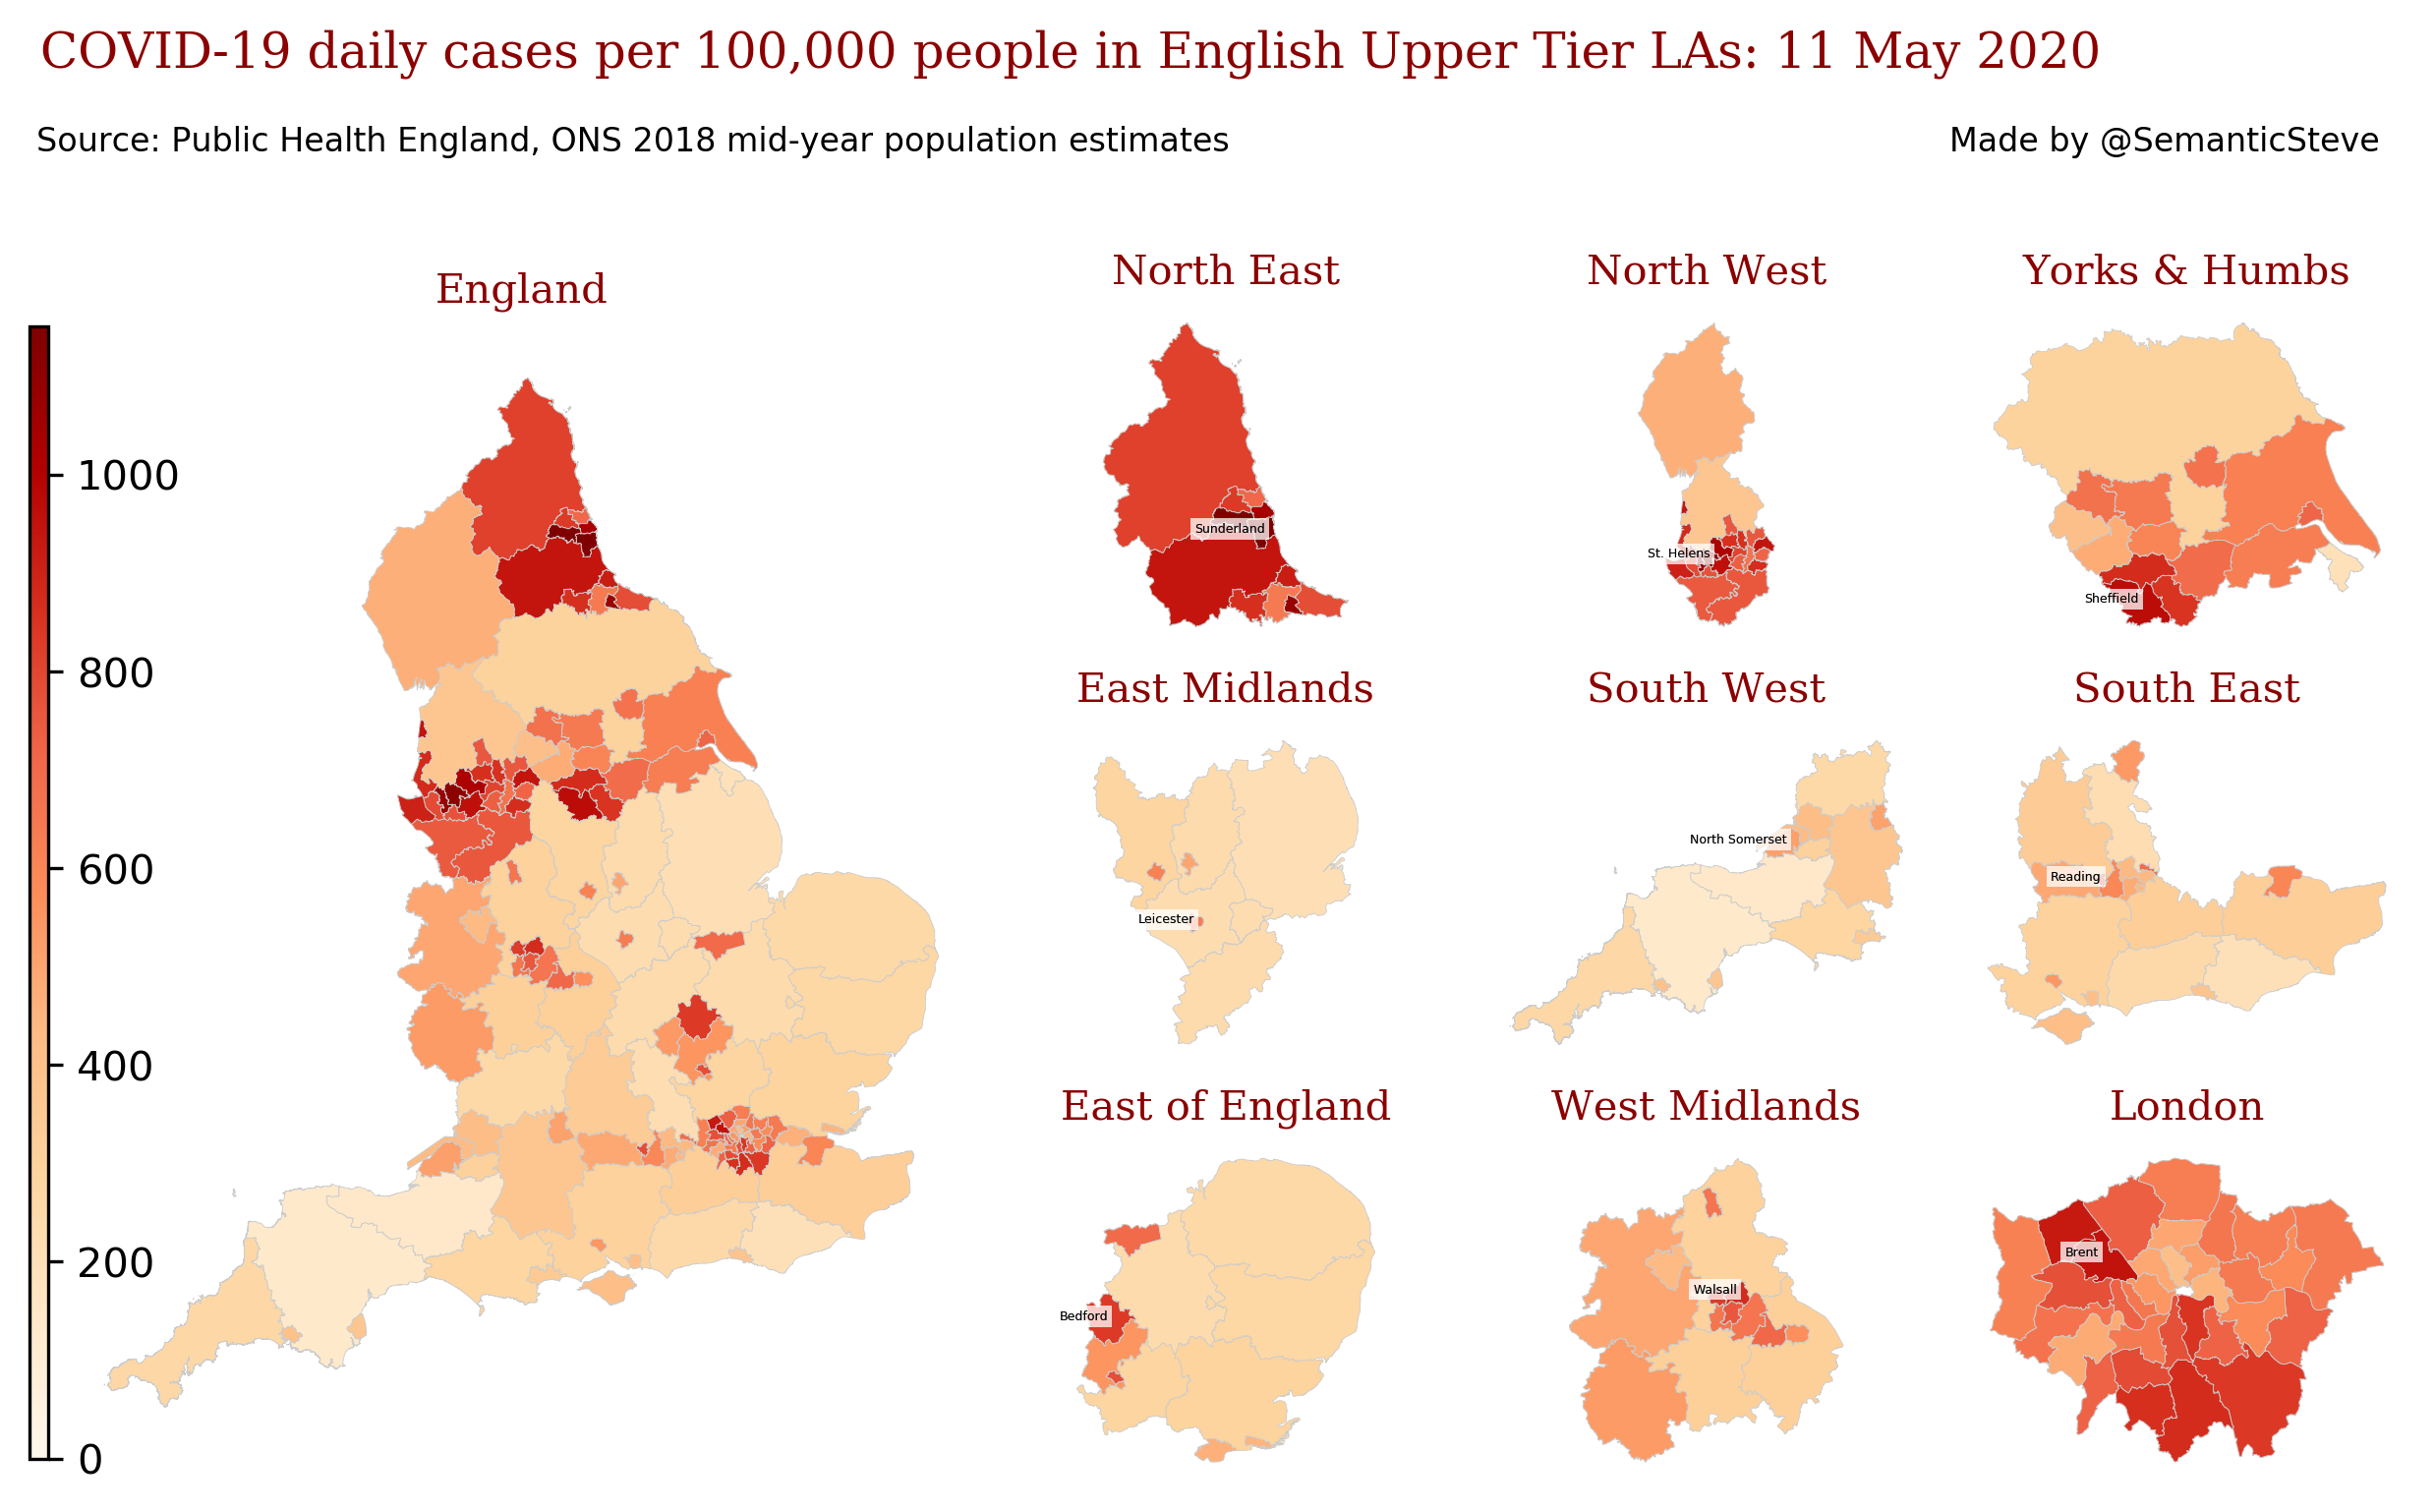 COVID-19 daily cases per 100,000 people in English Upper Tier LAs: 11 May 2020
Source: Public Health England, ONS 2018 mid-year population estimates
Made by @SemanticSteve
England
1000
800
600
400
200
0
North East
Sunderland
North West
St. Helens
Yorks & Humbs
Sheffield
East Midlands
Leicester
South West
North Somerset
South East
Reading
East of England
Bedford
West Midlands
Walsall
London
Brent